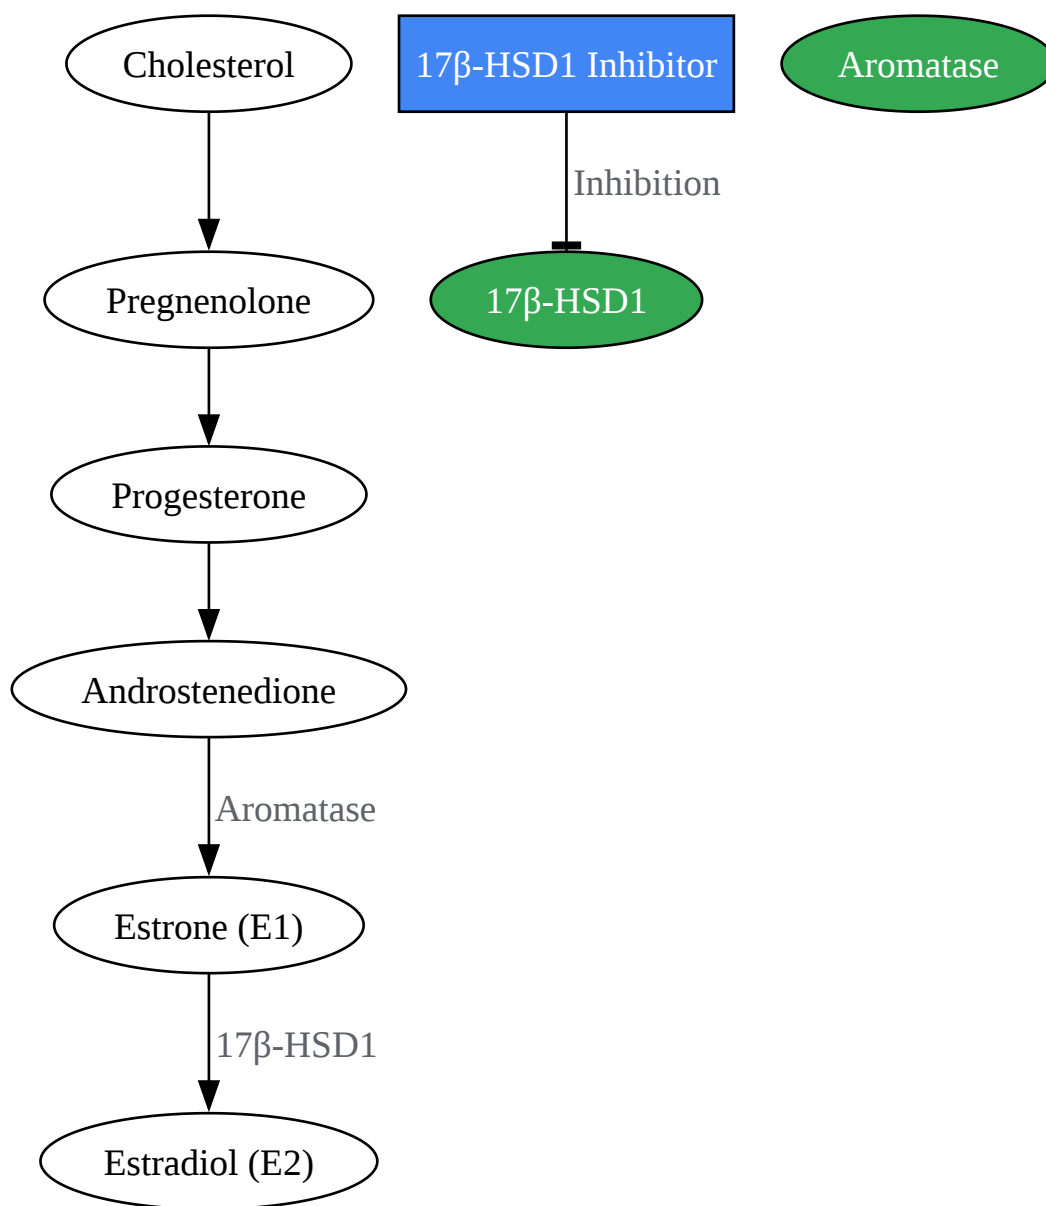 Cholesterol
17β-HSD1 Inhibitor
Aromatase
Inhibition
Pregnenolone
17β-HSD1
Progesterone
Androstenedione
Aromatase
Estrone (E1)
17β-HSD1
Estradiol (E2)